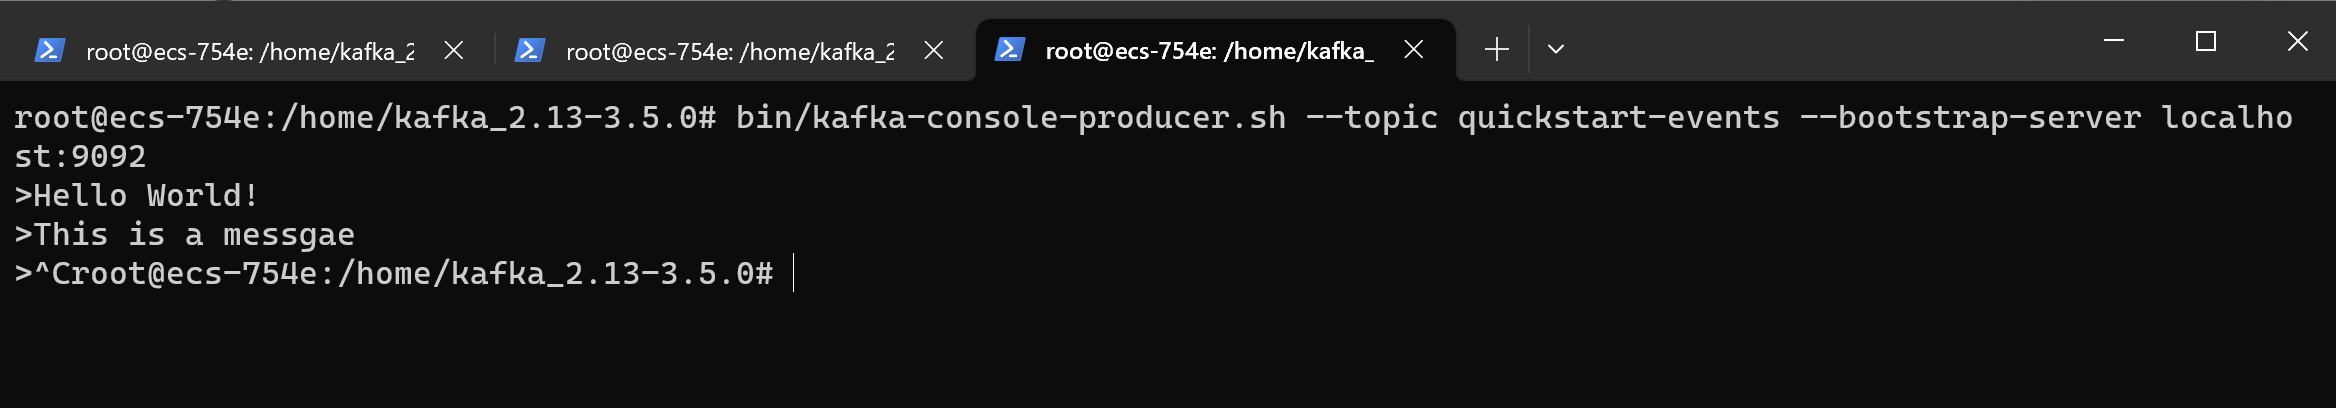 root@ecs-754e: /home/kafka_2
root@ecs-754e: /home/kafka_2
root@ecs-754e: /home/kafka_
root@ecs-754e:/home/kafka_2.13-3.5.0# bin/kafka-console-producer.sh --topic quickstart-events --bootstrap-server localho
st:9092
>Hello World!
>This is a messgae
>^Croot@ecs-754e:/home/kafka_2.13-3.5.0#